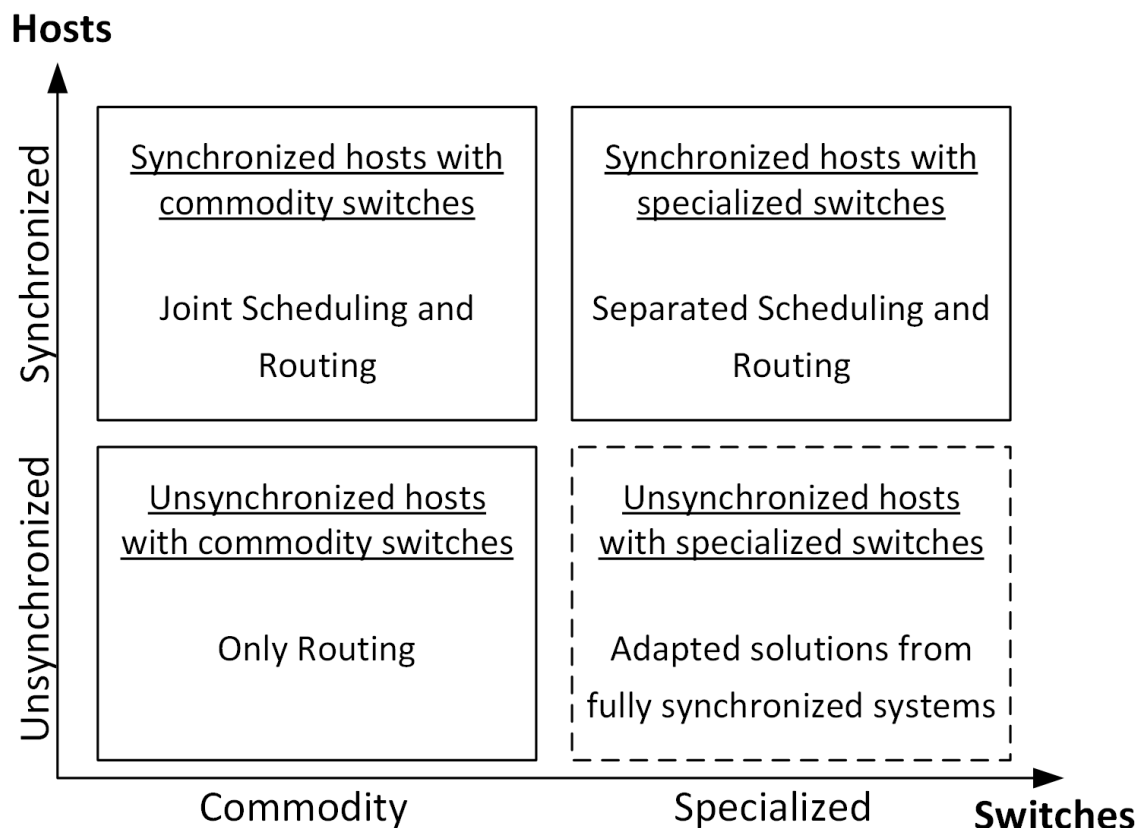 Hosts
Synchronized
Synchronized hosts with
commodity switches
Joint Scheduling and
Routing
Synchronized hosts with
specialized switches
Separated Scheduling and
Routing
Unsynchronized
Unsynchronized hosts
with commodity switches
Only Routing
Unsynchronized hosts
with specialized switches
Adapted solutions from
fully synchronized systems
Commodity
Specialized
Switches